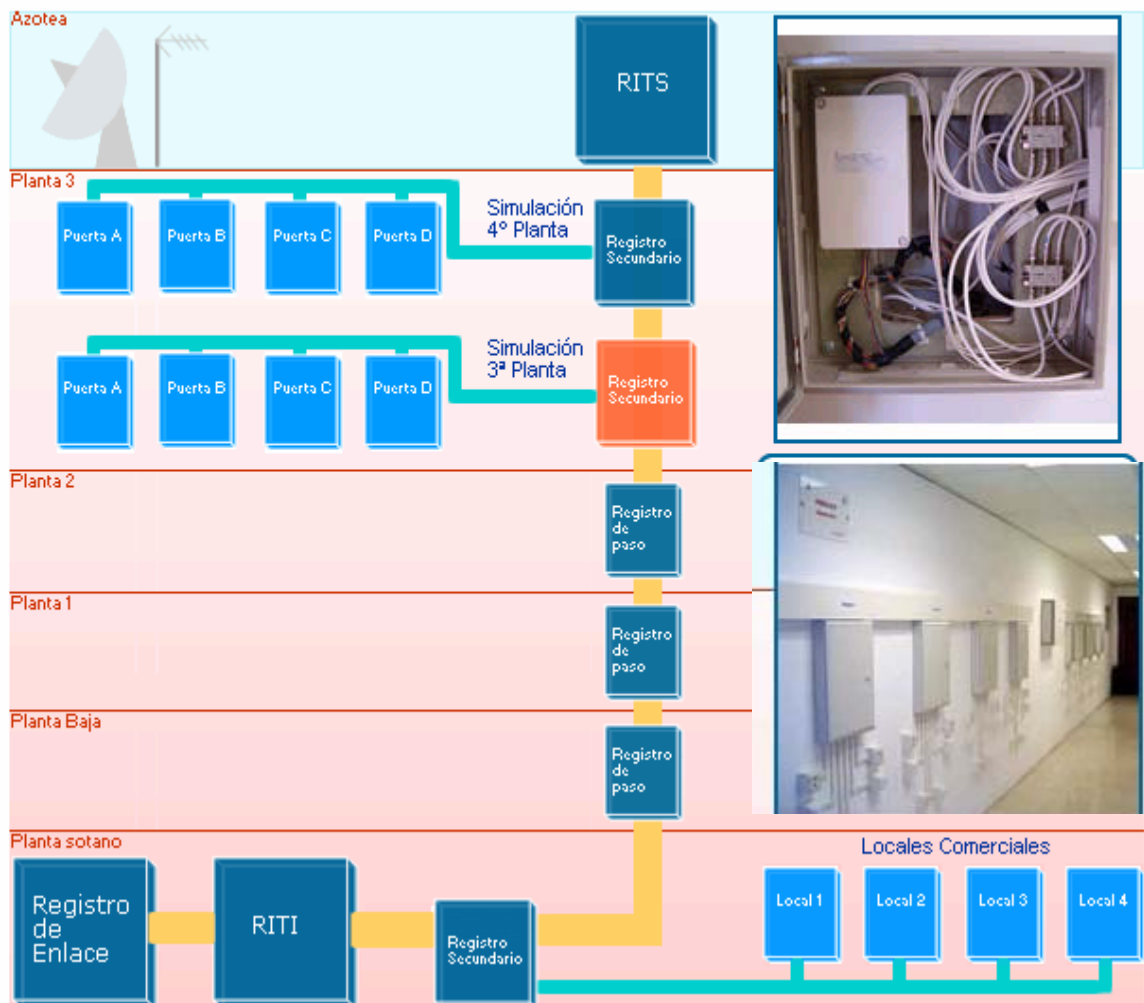 Azotea
RITS
Planta 3
Puerta A
Puerta B
Puerta C
Puerta D
Simulación
4º Planta
Registro
Secundario
Puerta A
Puerta B
Puerta C
Puerta D
Simulación
3ª Planta
Registro
Secundario
Planta 2
Registro
de
paso
Planta 1
Registro
de
paso
Planta Baja
Registro
de
paso
Planta sotano
Registro
de
Enlace
RITI
Registro
Secundario
Locales Comerciales
Local 1
Local 2
Local 3
Local 4